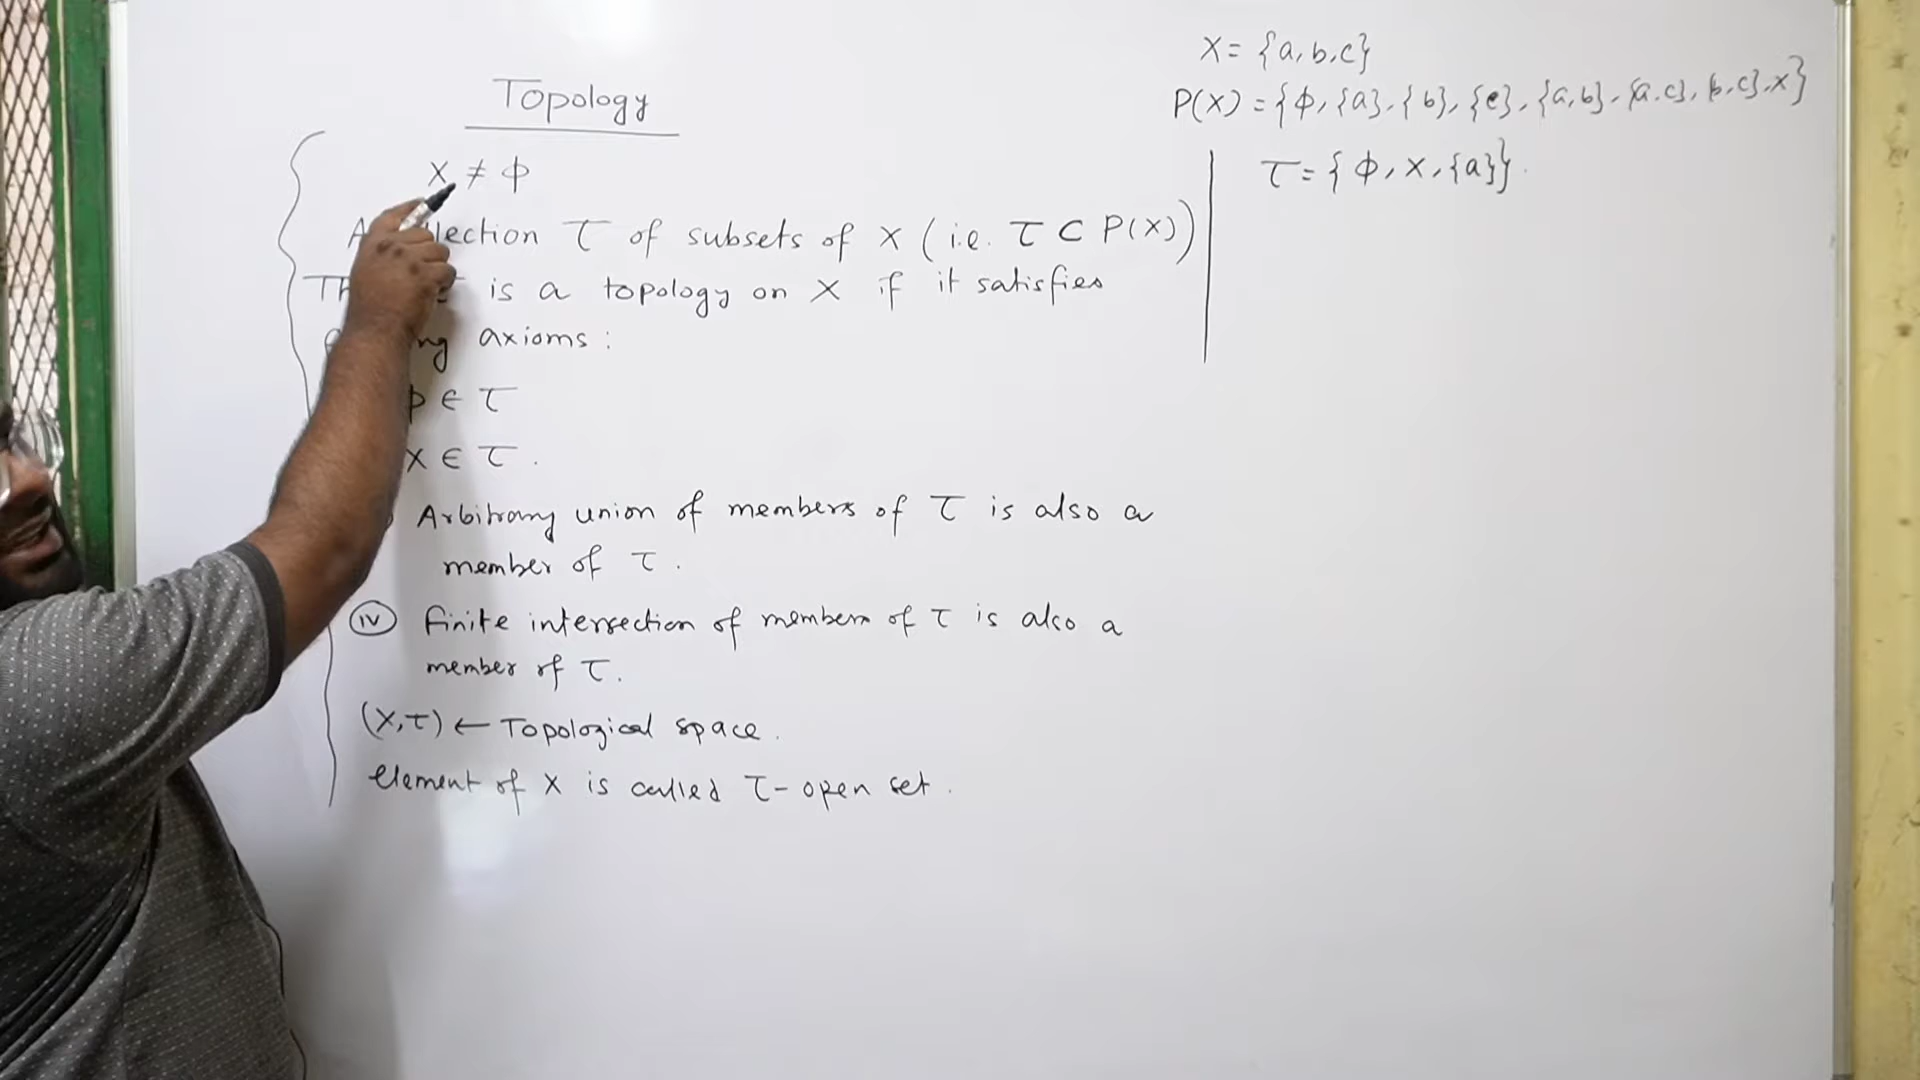 Topology
X ≠ ϕ
τ of subsets of X (i.e. τ ⊂ P(X))
is a topology on X if it satisfies
axioms :
ϕ ∈ τ
X ∈ τ .
Arbitrary union of members of τ is also a
member of τ .
(iv) finite intersection of members of τ is also a
member of τ.
(X,τ) ← Topological space .
Element of X is called τ-open set .
X = {a, b, c}
P(X) = {ϕ, {a}, {b}, {c}, {a,b}, {a,c}, {b,c}, X}
τ = {ϕ, X, {a}} .